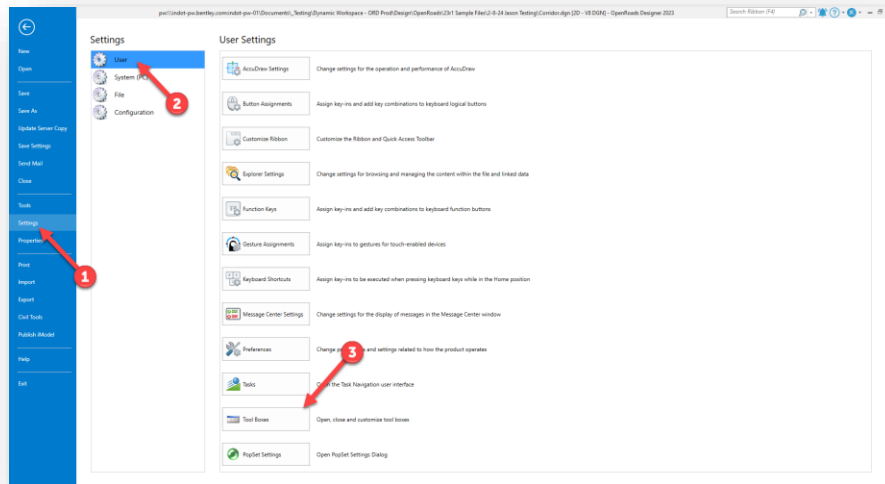 pw:\\indot-pw.bentley.com:indot-pw-01\Documents\_Testing\Dynamic Workspace - ORD Prod\Design\OpenRoads\23r1 Sample Files\2-8-24 Jason Testing\Corridor.dgn [2D - V8 DGN] - OpenRoads Designer 2023
Search Ribbon (F4)
New
Open
Save
Save As
Update Server Copy
Save Settings
Send Mail
Close
Tools
Settings
Properties
Print
Import
Export
Civil Tools
Publish iModel
Help
Exit
1
Settings
User
System (PC)
File
Configuration
2
User Settings
AccuDraw Settings Change settings for the operation and performance of AccuDraw
Button Assignments Assign key-ins and add key combinations to keyboard logical buttons
Customize Ribbon Customize the Ribbon and Quick Access Toolbar
Explorer Settings Change settings for browsing and managing the content within the file and linked data
Function Keys Assign key-ins and add key combinations to keyboard function buttons
Gesture Assignments Assign key-ins to gestures for touch-enabled devices
Keyboard Shortcuts Assign key-ins to be executed when pressing keyboard keys while in the Home position
Message Center Settings Change settings for the display of messages in the Message Center window
Preferences Change and settings related to how the product operates
3
Tasks the Task Navigation user interface
Tool Boxes Open, close and customize tool boxes
PopSet Settings Open PopSet Settings Dialog